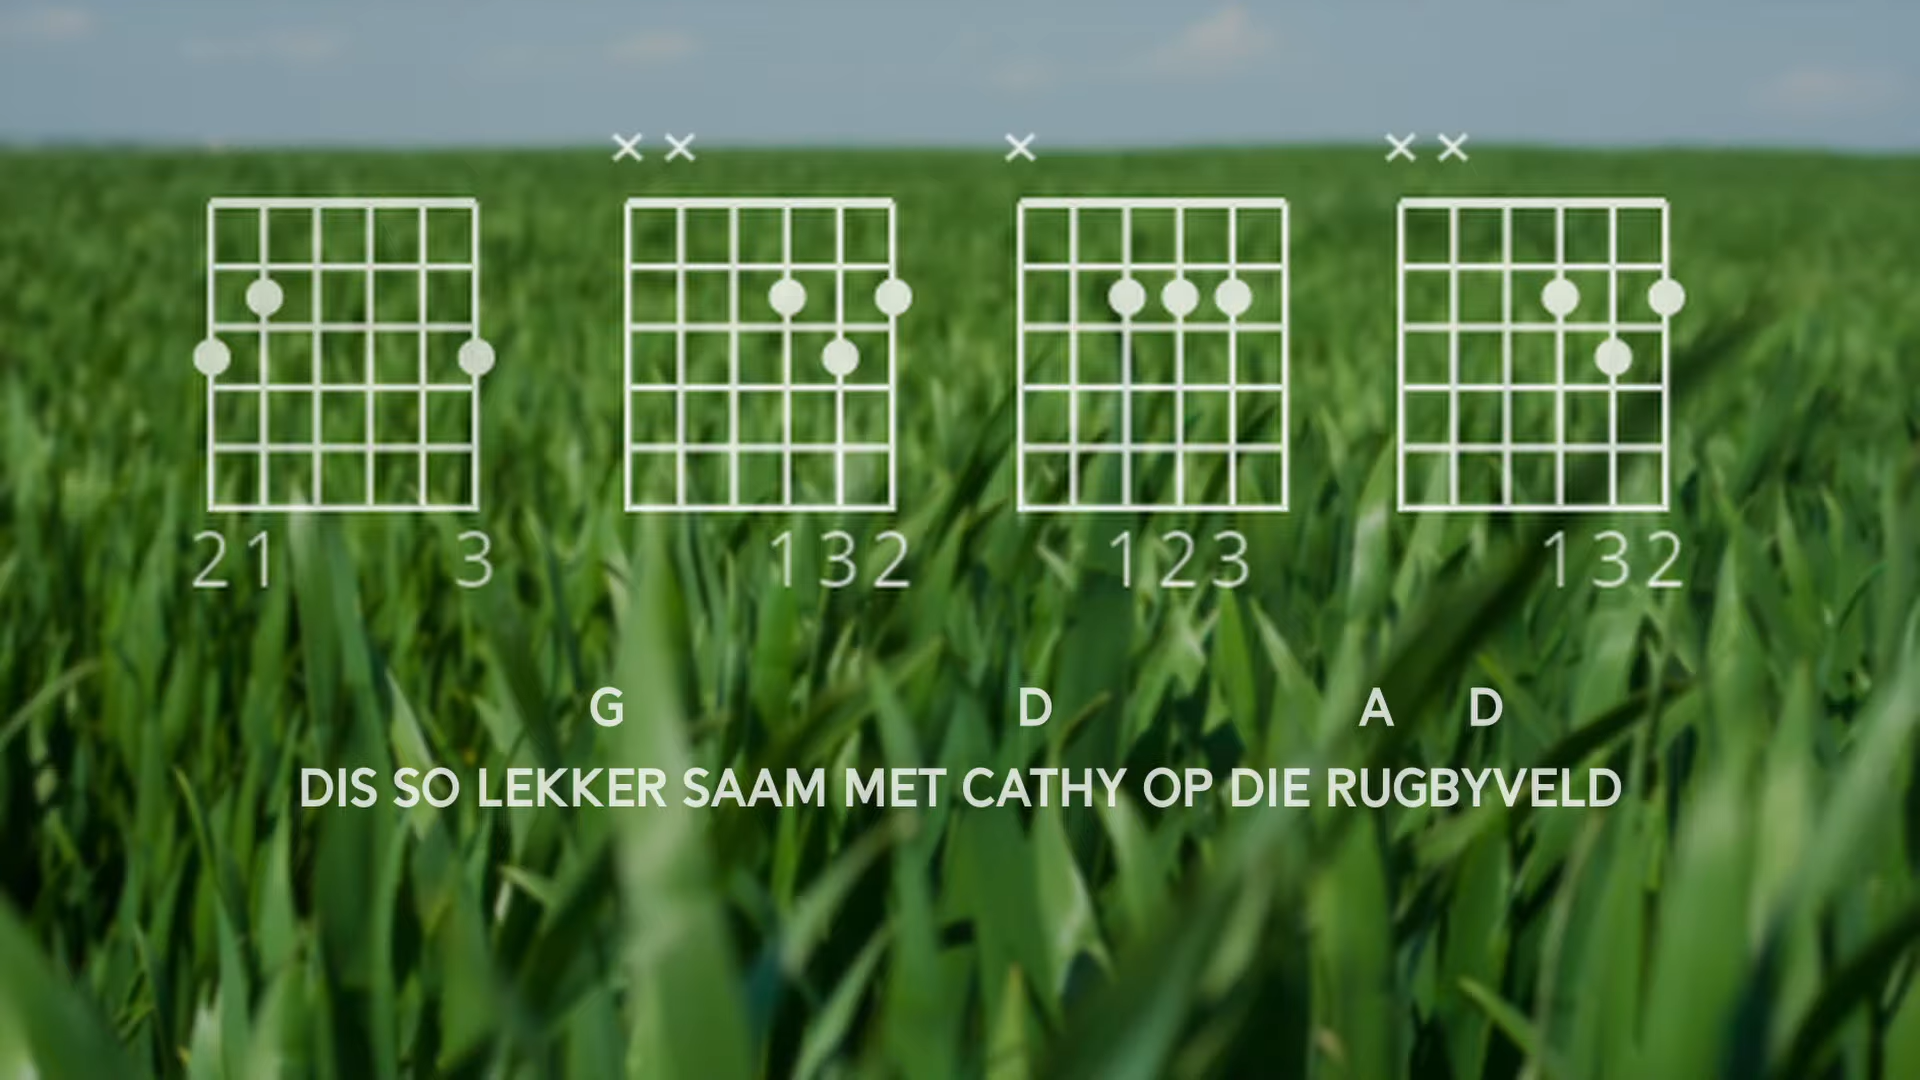 × × × × ×
21 3 132 123 132
G D A D
DIS SO LEKKER SAAM MET CATHY OP DIE RUGBYVELD